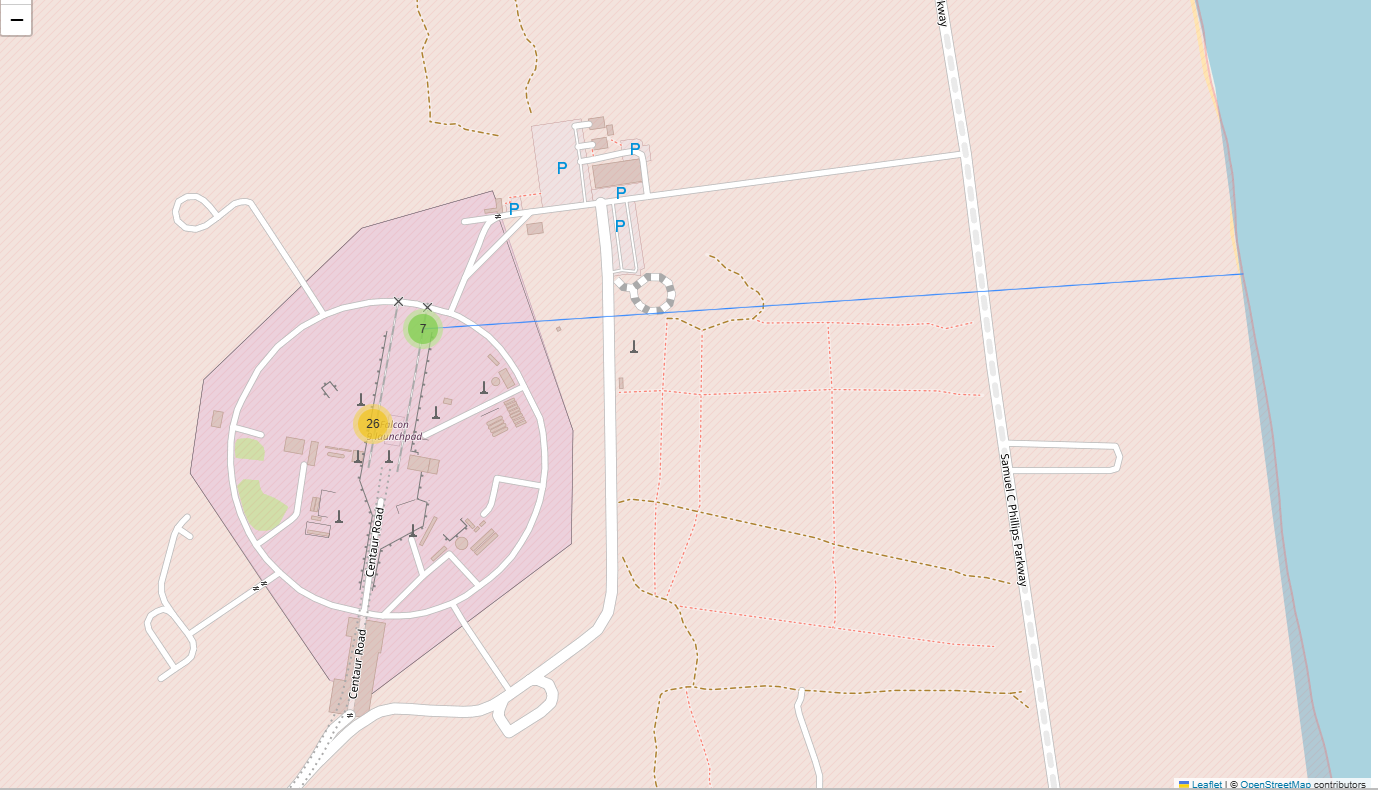 −
kway
P
P
P
P
P
7
26
Falcon
9 launchpad
Samuel C Phillips Parkway
Centaur Road
Centaur Road
Leaflet | © OpenStreetMap contributors